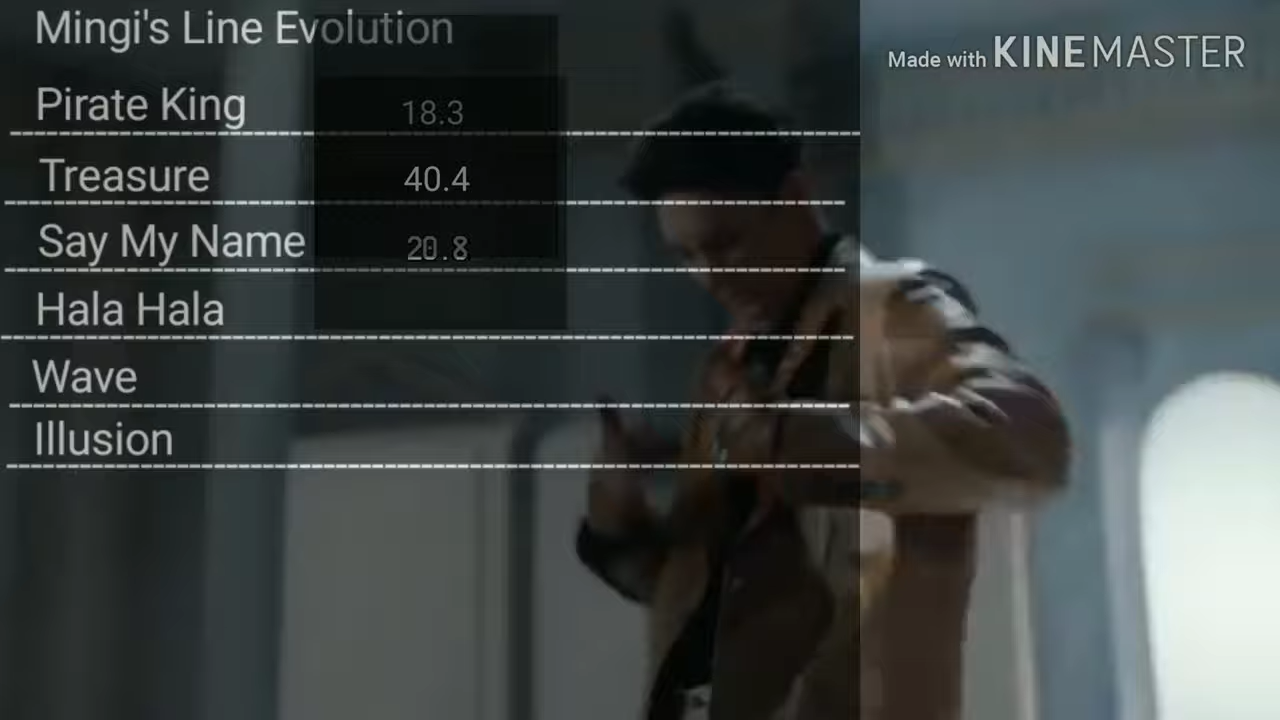 Mingi's Line Evolution
Made with KINEMASTER
Pirate King 18.3
Treasure 40.4
Say My Name 20.8
Hala Hala
Wave
Illusion